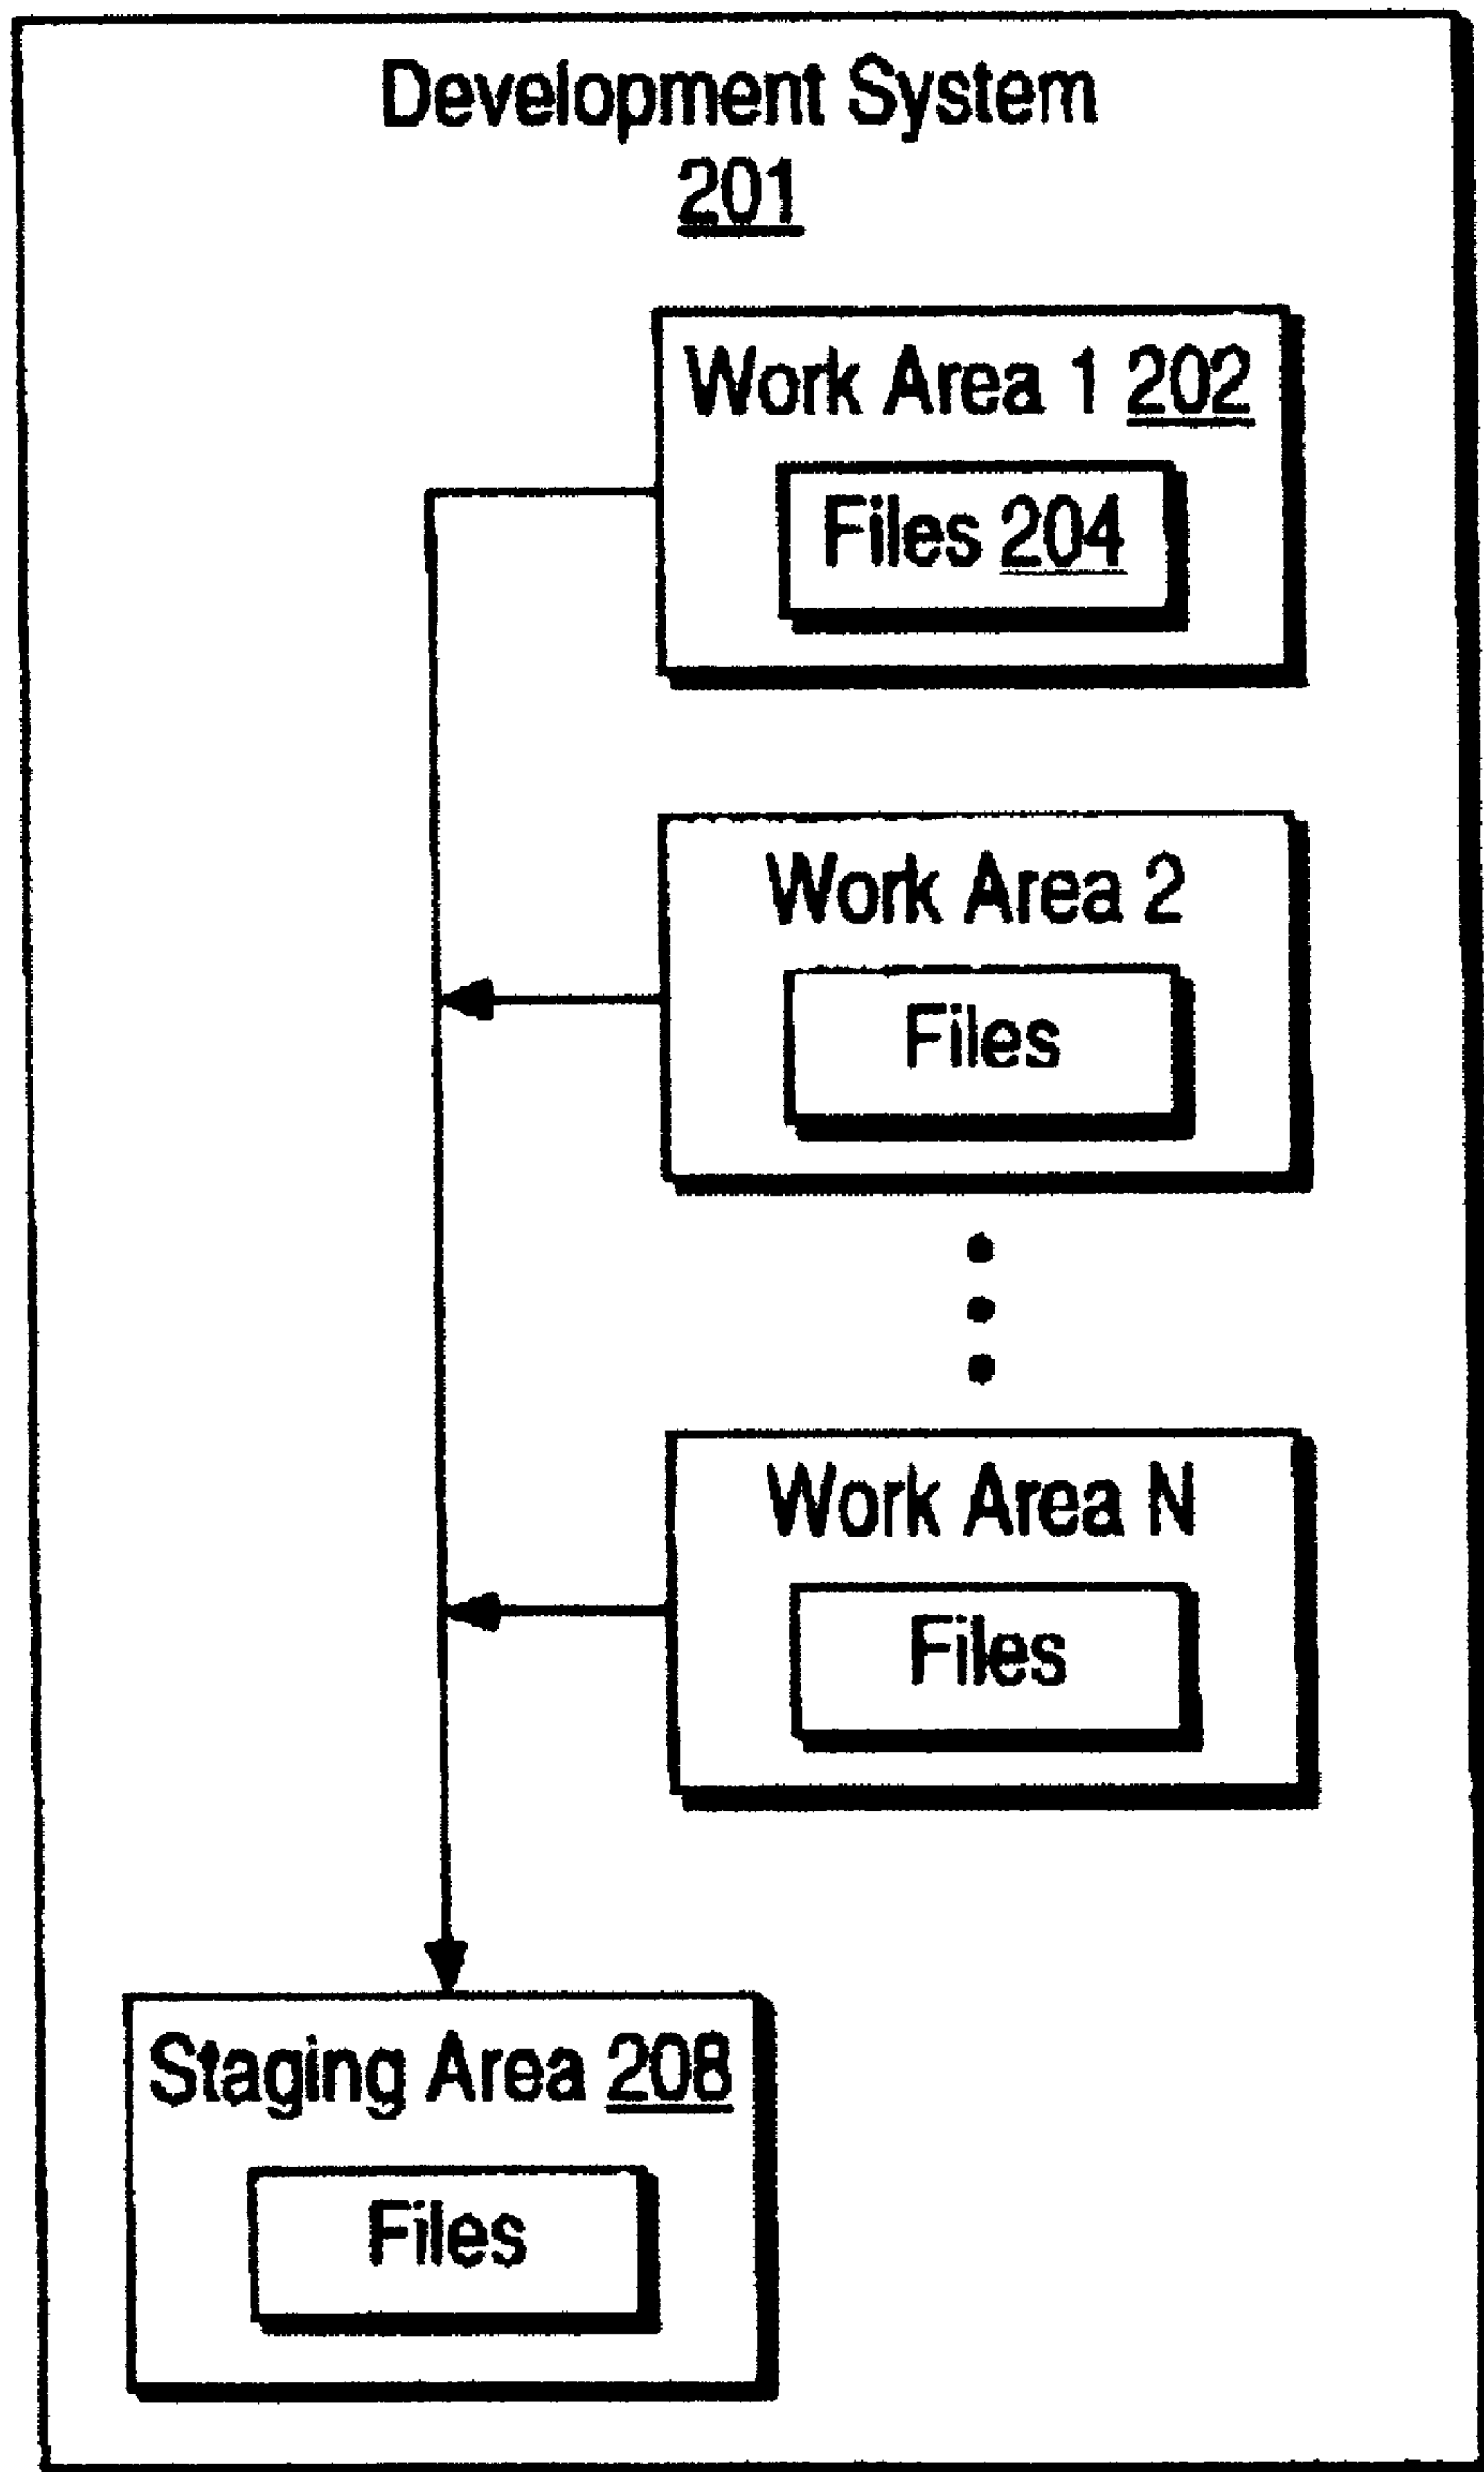 Development System
201
Work Area 1 202
Files 204
Work Area 2
Files
Work Area N
Files
Staging Area 208
Files